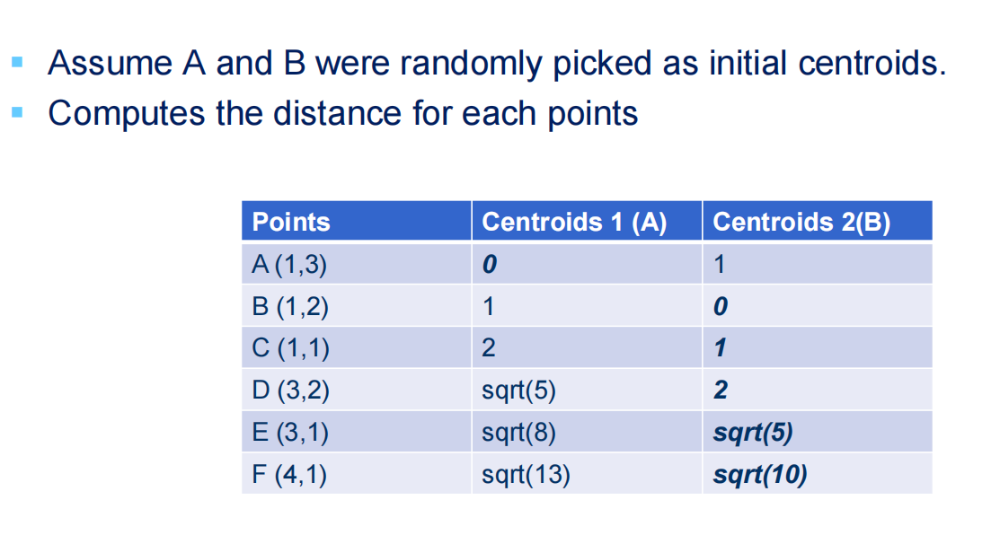 Assume A and B were randomly picked as initial centroids.
Computes the distance for each points
Points Centroids 1 (A) Centroids 2(B)
A (1,3) 0 1
B (1,2) 1 0
C (1,1) 2 1
D (3,2) sqrt(5) 2
E (3,1) sqrt(8) sqrt(5)
F (4,1) sqrt(13) sqrt(10)